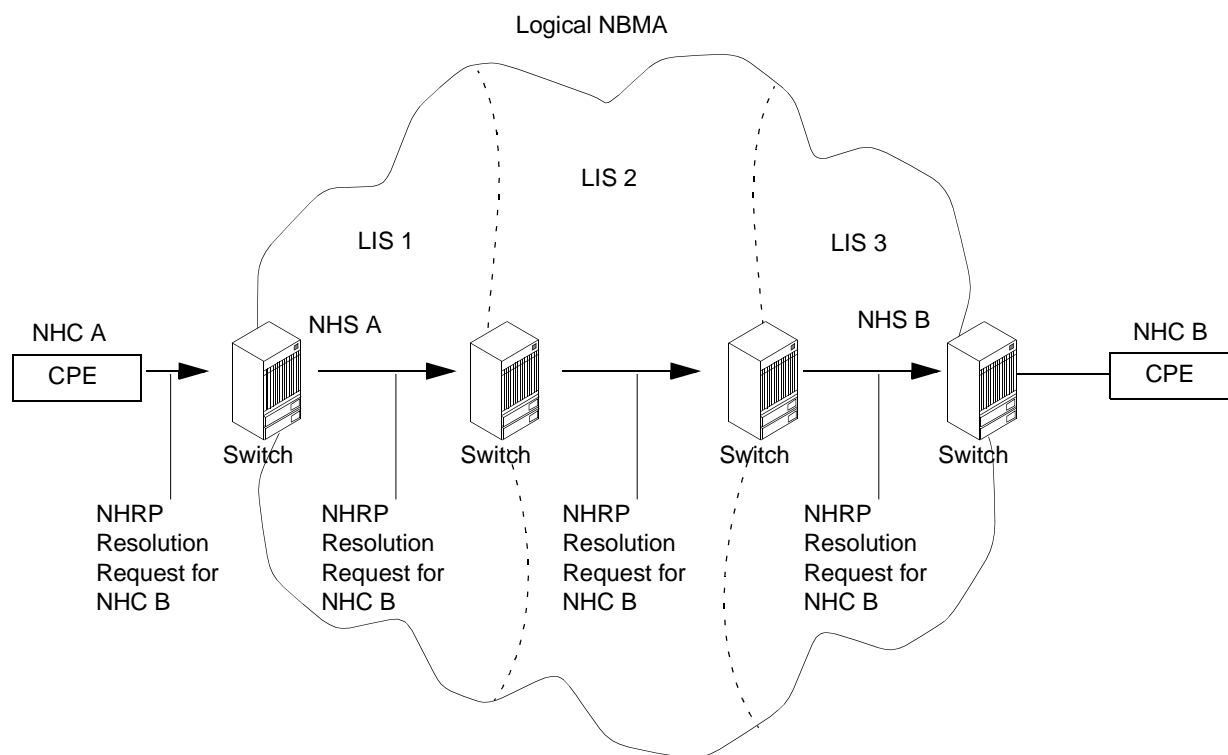 Logical NBMA
LIS 2
LIS 1
LIS 3
NHS A
NHS B
NHC A
NHC B
CPE
CPE
Switch
Switch
Switch
Switch
NHRP
Resolution
Request for
NHC B
NHRP
Resolution
Request for
NHC B
NHRP
Resolution
Request for
NHC B
NHRP
Resolution
Request for
NHC B